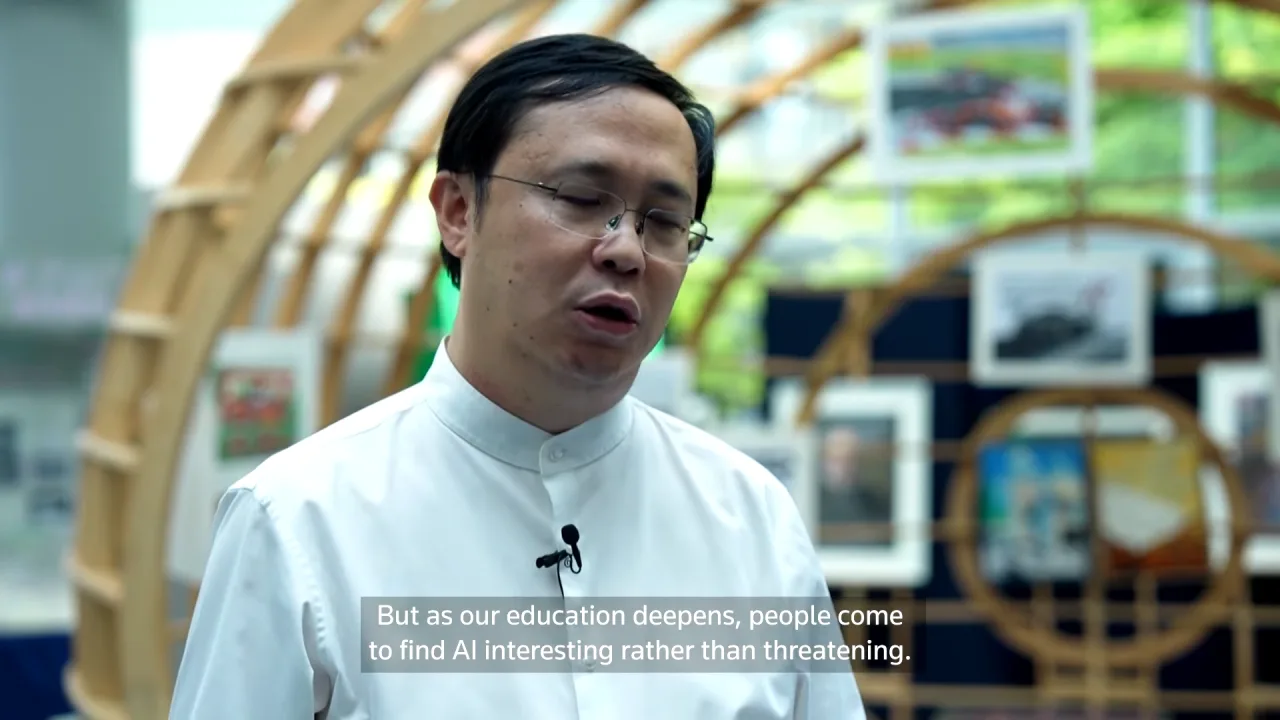 But as our education deepens, people come
to find AI interesting rather than threatening.